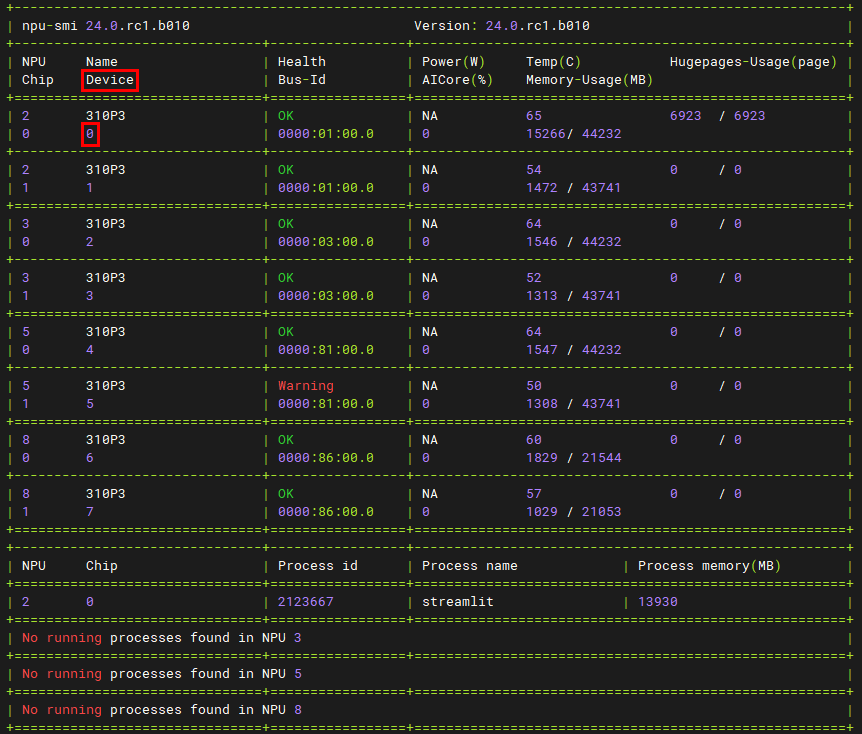 +------------------------------------------------------------------------------------------------------+
| npu-smi 24.0.rc1.b010                            Version: 24.0.rc1.b010                              |
+-------------------------------+-----------------+------------------------------------------------------+
| NPU     Name                  | Health          | Power(W)     Temp(C)           Hugepages-Usage(page) |
| Chip    Device                | Bus-Id          | AICore(%)    Memory-Usage(MB)                        |
+===============================+=================+======================================================+
| 2       310P3                 | OK              | NA           65                6923  / 6923          |
| 0       0                     | 0000:01:00.0    | 0            15266/ 44232                            |
+-------------------------------+-----------------+------------------------------------------------------+
| 2       310P3                 | OK              | NA           54                0     / 0             |
| 1       1                     | 0000:01:00.0    | 0            1472 / 43741                            |
+===============================+=================+======================================================+
| 3       310P3                 | OK              | NA           64                0     / 0             |
| 0       2                     | 0000:03:00.0    | 0            1546 / 44232                            |
+-------------------------------+-----------------+------------------------------------------------------+
| 3       310P3                 | OK              | NA           52                0     / 0             |
| 1       3                     | 0000:03:00.0    | 0            1313 / 43741                            |
+===============================+=================+======================================================+
| 5       310P3                 | OK              | NA           64                0     / 0             |
| 0       4                     | 0000:81:00.0    | 0            1547 / 44232                            |
+-------------------------------+-----------------+------------------------------------------------------+
| 5       310P3                 | Warning         | NA           50                0     / 0             |
| 1       5                     | 0000:81:00.0    | 0            1308 / 43741                            |
+===============================+=================+======================================================+
| 8       310P3                 | OK              | NA           60                0     / 0             |
| 0       6                     | 0000:86:00.0    | 0            1829 / 21544                            |
+-------------------------------+-----------------+------------------------------------------------------+
| 8       310P3                 | OK              | NA           57                0     / 0             |
| 1       7                     | 0000:86:00.0    | 0            1029 / 21053                            |
+===============================+=================+======================================================+
+-------------------------------+-----------------+------------------------------------------------------+
| NPU     Chip                  | Process id      | Process name             | Process memory(MB)        |
+===============================+=================+======================================================+
| 2       0                     | 2123667         | streamlit                | 13930                     |
+===============================+=================+======================================================+
| No running processes found in NPU 3                                                                  |
+===============================+=================+======================================================+
| No running processes found in NPU 5                                                                  |
+===============================+=================+======================================================+
| No running processes found in NPU 8                                                                  |
+===============================+=================+======================================================+